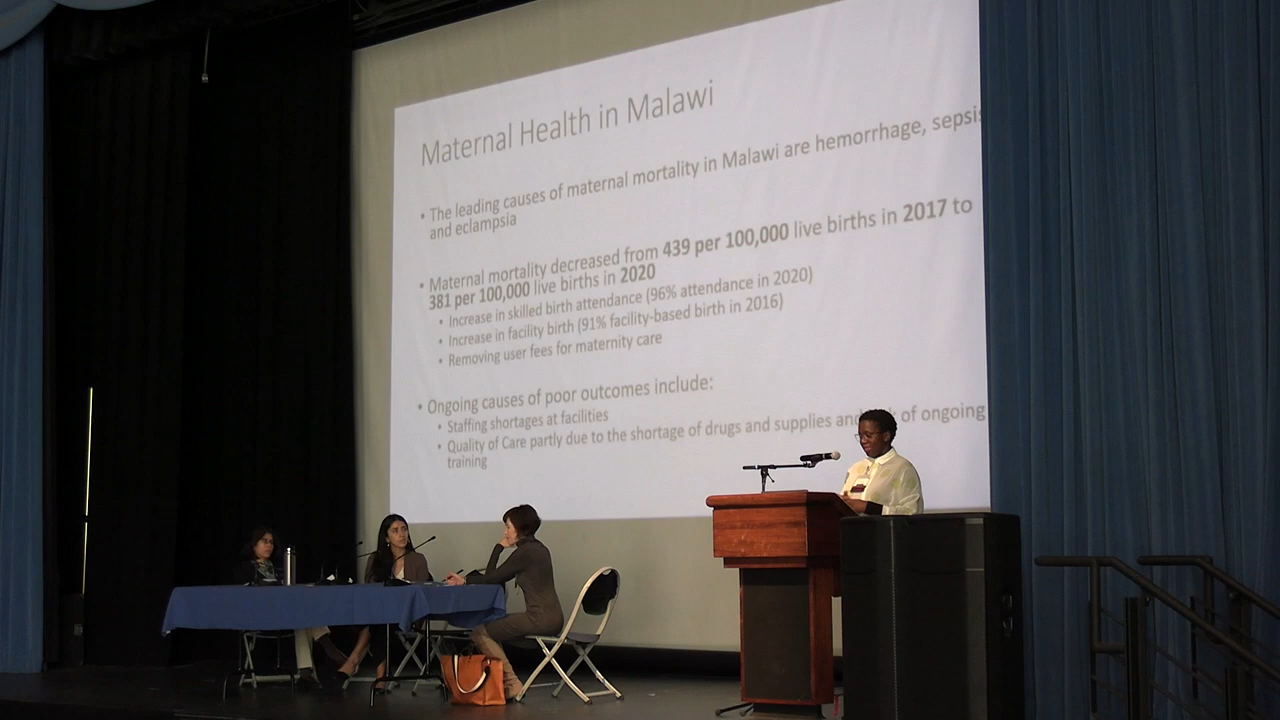 Maternal Health in Malawi
• The leading causes of maternal mortality in Malawi are hemorrhage, sepsis
and eclampsia
• Maternal mortality decreased from 439 per 100,000 live births in 2017 to
381 per 100,000 live births in 2020
• Increase in skilled birth attendance (96% attendance in 2020)
• Increase in facility birth (91% facility-based birth in 2016)
• Removing user fees for maternity care
• Ongoing causes of poor outcomes include:
• Staffing shortages at facilities
• Quality of Care partly due to the shortage of drugs and supplies and of ongoing
training